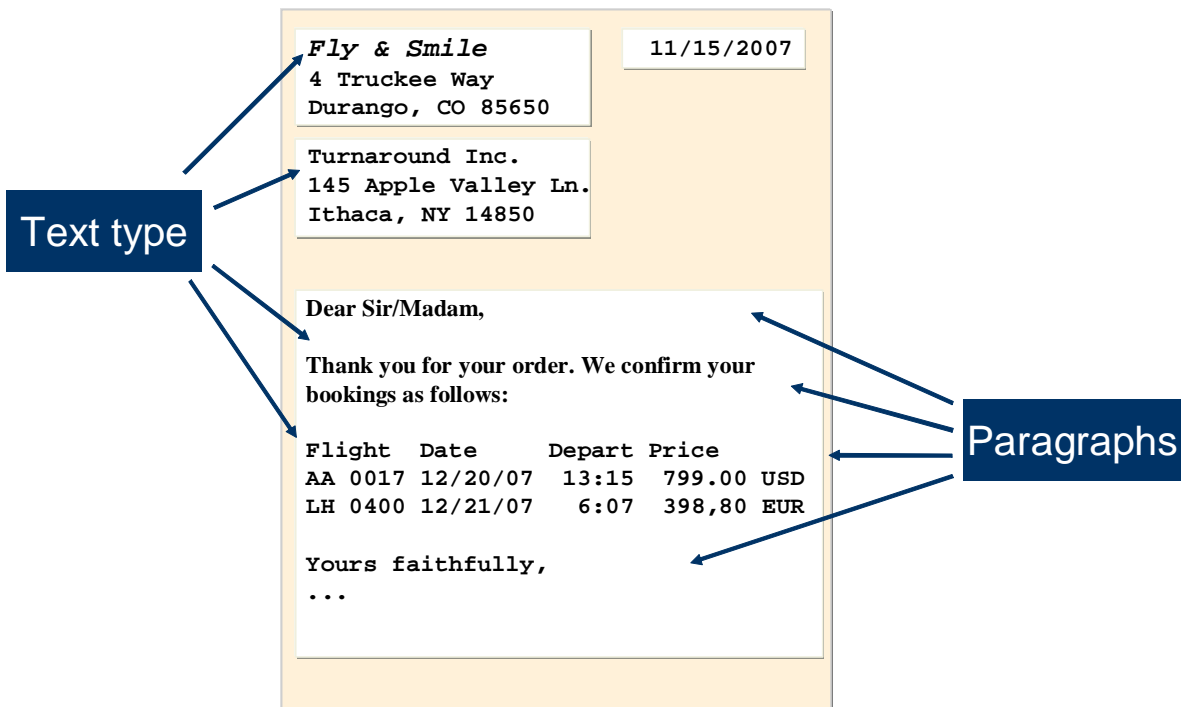 Fly & Smile
4 Truckee Way
Durango, CO 85650
11/15/2007
Turnaround Inc.
145 Apple Valley Ln.
Ithaca, NY 14850
Text type
Dear Sir/Madam,
Thank you for your order. We confirm your
bookings as follows:
Flight Date Depart Price
AA 0017 12/20/07 13:15 799.00 USD
LH 0400 12/21/07 6:07 398,80 EUR
Yours faithfully,
...
Paragraphs